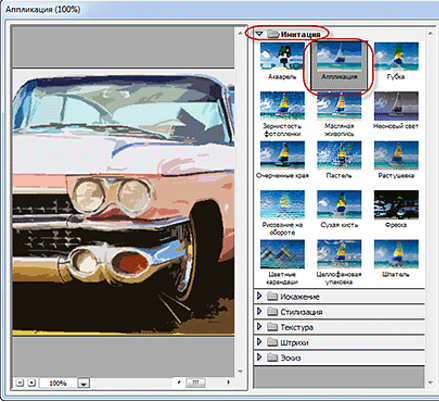 Аппликация (100%)
Имитация
Акварель
Аппликация
Губка
Зернистость фотопленки
Масляная живопись
Неоновый свет
Очерченные края
Пастель
Растушевка
Рисование на обороте
Сухая кисть
Фреска
Цветные карандаши
Целлофановая упаковка
Шпатель
Искажение
Стилизация
Текстура
Штрихи
Эскиз
100%